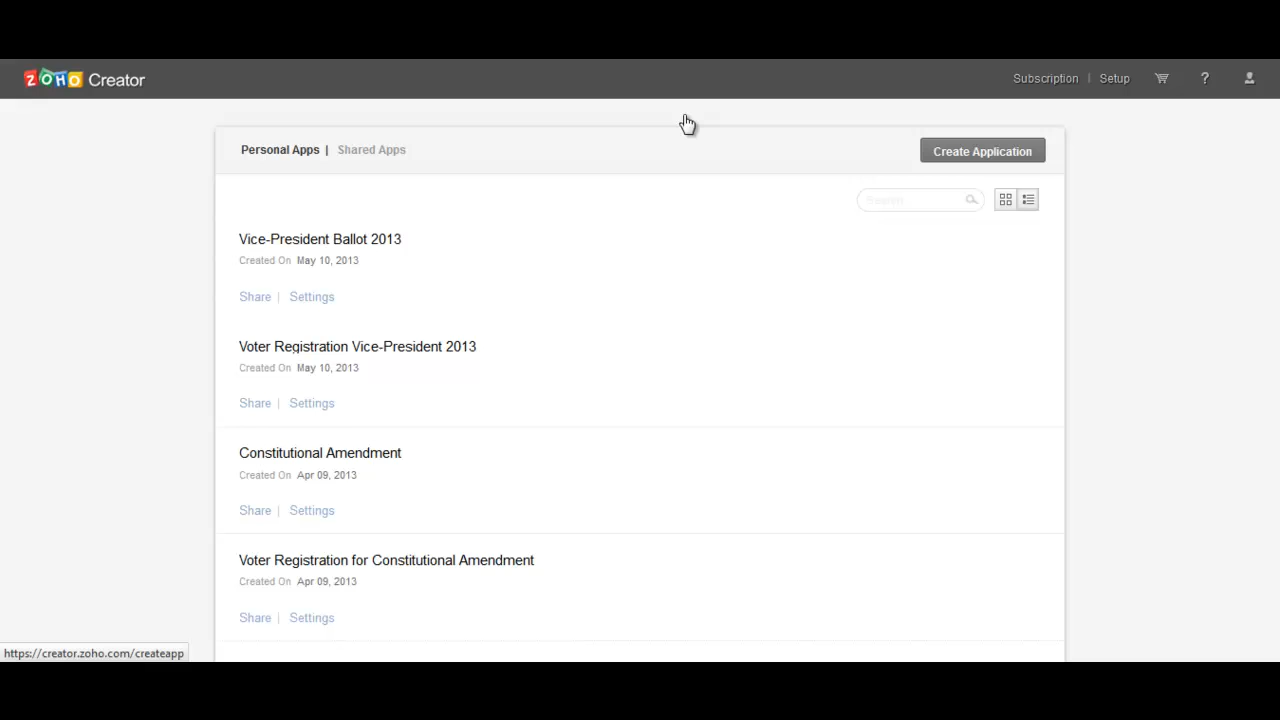 ZOHO Creator
Subscription | Setup ?
Personal Apps | Shared Apps
Create Application
Search
Vice-President Ballot 2013
Created On May 10, 2013
Share | Settings
Voter Registration Vice-President 2013
Created On May 10, 2013
Share | Settings
Constitutional Amendment
Created On Apr 09, 2013
Share | Settings
Voter Registration for Constitutional Amendment
Created On Apr 09, 2013
Share | Settings
https://creator.zoho.com/createapp